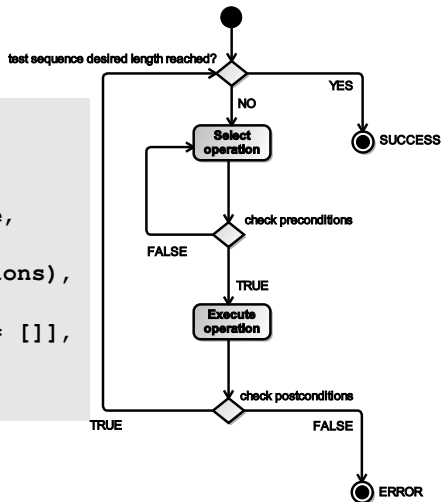 test sequence desired length reached?
YES
NO
Select
operation
SUCCESS
check preconditions
FALSE
TRUE
Execute
operation
check postconditions
TRUE
FALSE
ERROR
e,
ions),
= []],